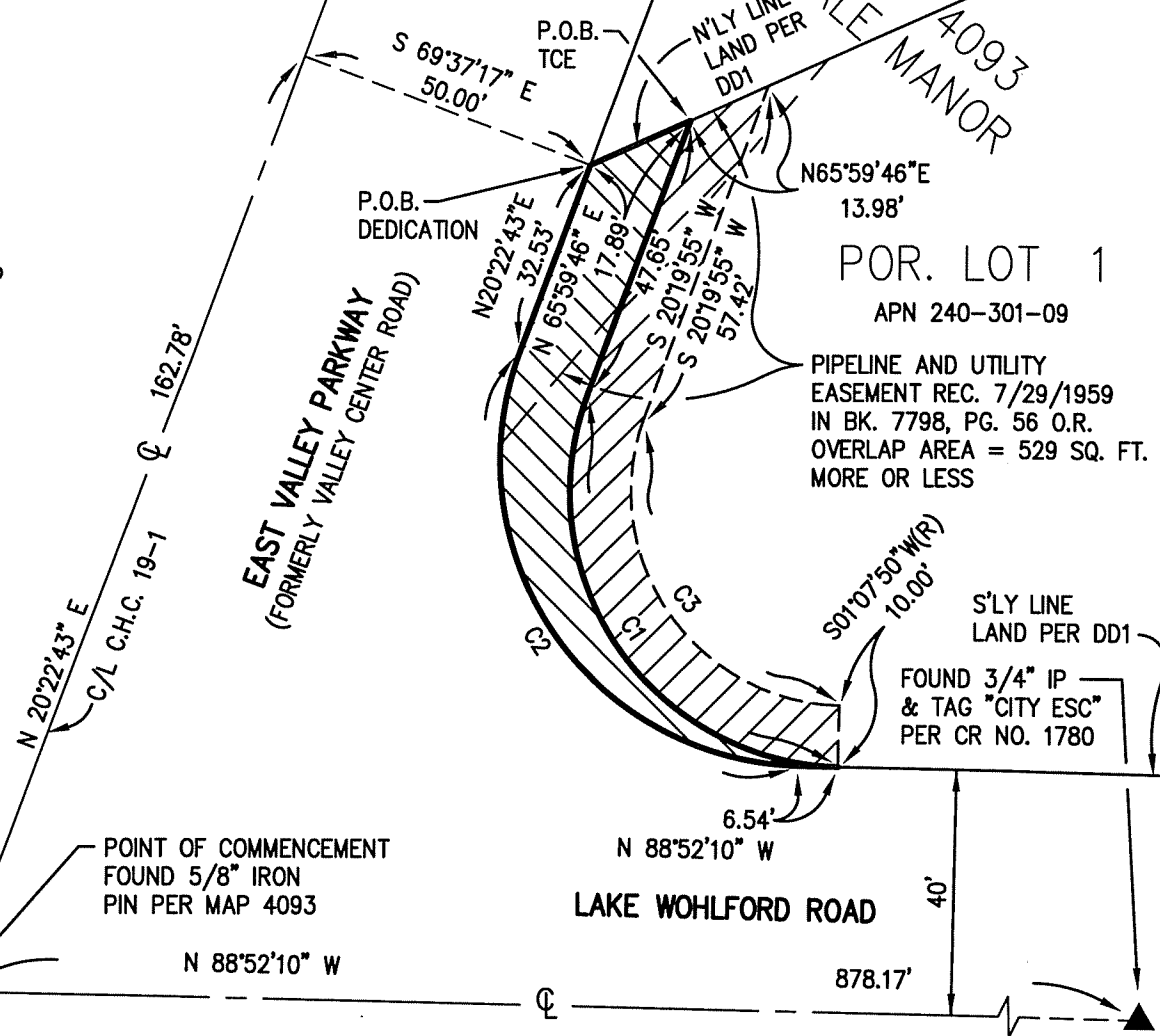 P.O.B.
TCE
N'LY LINE
LAND PER
DD1
4093
MANOR
S 69°37'17" E
50.00'
P.O.B.
DEDICATION
N20°22'43"E
32.53'
N 65°59'46" E
17.89'
47.65'
S 20°19'55" W
S 20°19'55" W
57.42'
N65°59'46"E
13.98'
POR. LOT 1
APN 240-301-09
PIPELINE AND UTILITY
EASEMENT REC. 7/29/1959
IN BK. 7798, PG. 56 O.R.
OVERLAP AREA = 529 SQ. FT.
MORE OR LESS
162.78'
℄
EAST VALLEY PARKWAY
(FORMERLY VALLEY CENTER ROAD)
N 20°22'43" E
C/L C.H.C. 19-1
C2
C1
C3
S01°07'50"W(R)
10.00'
S'LY LINE
LAND PER DD1
FOUND 3/4" IP
& TAG "CITY ESC"
PER CR NO. 1780
6.54'
N 88°52'10" W
POINT OF COMMENCEMENT
FOUND 5/8" IRON
PIN PER MAP 4093
LAKE WOHLFORD ROAD
40'
N 88°52'10" W
878.17'
℄